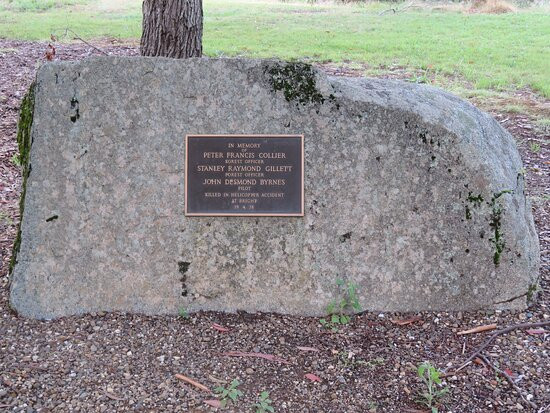 IN MEMORY
OF
PETER FRANCIS COLLIER
FOREST OFFICER
STANLEY RAYMOND GILLETT
FOREST OFFICER
JOHN DESMOND BYRNES
PILOT
KILLED IN HELICOPTER ACCIDENT
AT BRIGHT